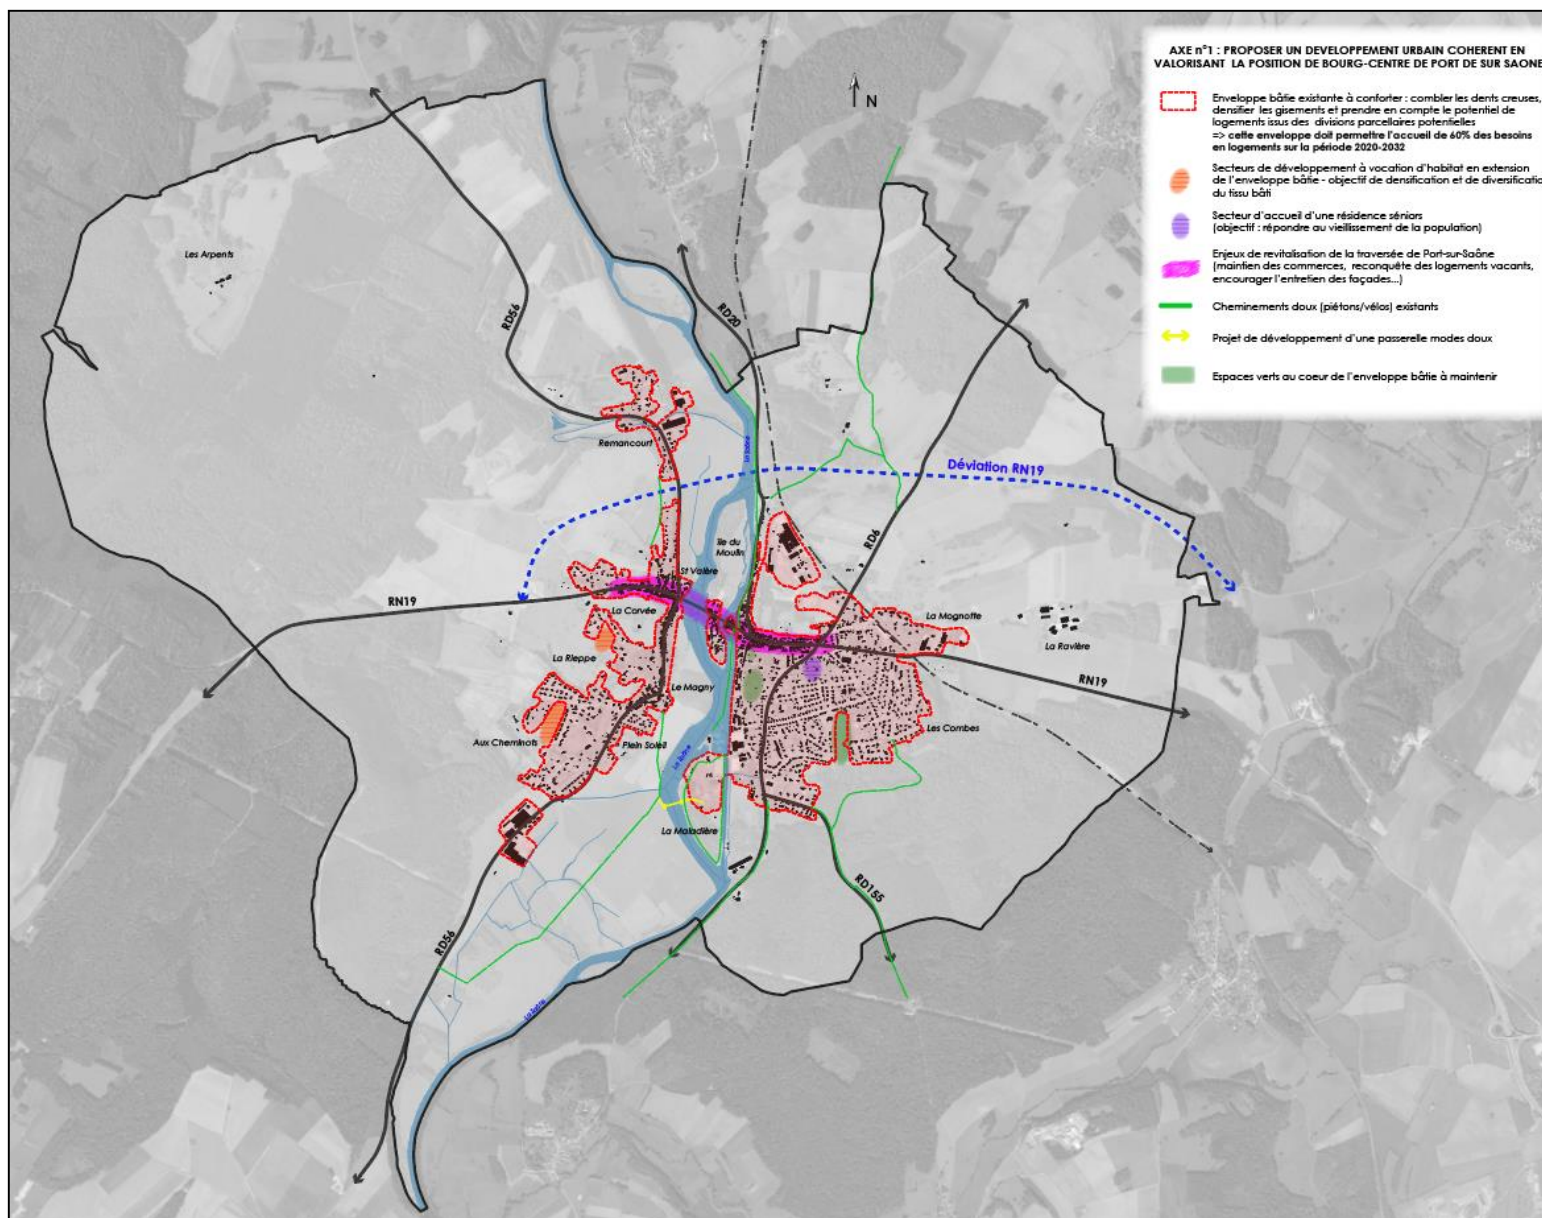 AXE n°1 : PROPOSER UN DEVELOPPEMENT URBAIN COHERENT EN
VALORISANT LA POSITION DE BOURG-CENTRE DE PORT DE SUR SAONE
N
Enveloppe bâtie existante à conforter : combler les dents creuses,
densifier les gisements et prendre en compte le potentiel de
logements issus des divisions parcellaires potentielles
=> cette enveloppe doit permettre l'accueil de 60% des besoins
en logements sur la période 2020-2032
Secteurs de développement à vocation d'habitat en extension
de l'enveloppe bâtie - objectif de densification et de diversificatio
du tissu bâti
Secteur d'accueil d'une résidence séniors
(objectif : répondre au vieillissement de la population)
Enjeux de revitalisation de la traversée de Port-sur-Saône
(maintien des commerces, reconquête des logements vacants,
encourager l'entretien des façades...)
Cheminements doux (piétons/vélos) existants
Projet de développement d'une passerelle modes doux
Espaces verts au coeur de l'enveloppe bâtie à maintenir
Les Arpents
RD56
RD20
Remancourt
La Saône
Déviation RN19
Ile du
Moulin
RD6
St Valère
RN19
La Corvée
La Mognotte
La Ravière
La Rieppe
Le Magny
RN19
Aux Cheminots
Plein Soleil
Les Combes
La Saône
La Maladière
RD155
RD56
La Saône